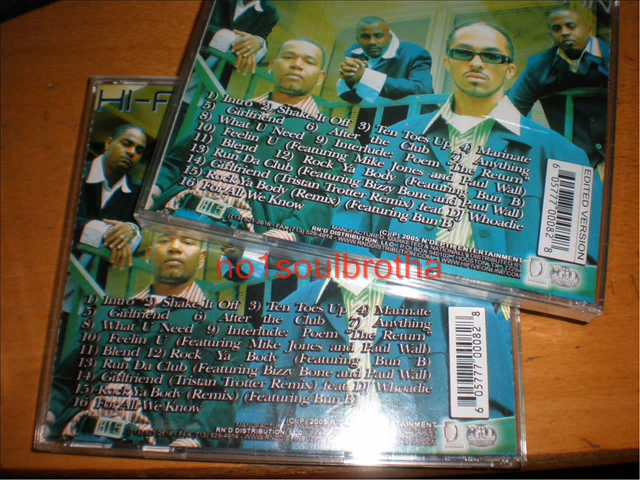 IN
1) Intro 2) Shake It Off 3) Ten Toes Up 4) Marinate
5) Girlfriend 6) After the Club 7) Anything
8) What U Need 9) Interlude: Poem "The Return"
10) Feelin U (Featuring Mike Jones and Paul Wall)
11) Blend 12) Rock Ya Body (Featuring Bun B)
13) Run Da Club (Featuring Bizzy Bone and Paul Wall)
14) Girlfriend (Tristan Trotter Remix) feat. DJ Whoadie
15) Rock Ya Body (Remix) (Featuring Bun B)
16) For All We Know
EDITED VERSION
6 05777 00082 8
(C)(P) 2005 N'DEPTH ENTERTAINMENT
MANUFACTURED, MARKETED & NATIONALLY DISTRIBUTED BY
RN'D DISTRIBUTION, LLC.
HI-F
no1soulbrotha
1) Intro 2) Shake It Off 3) Ten Toes Up 4) Marinate
5) Girlfriend 6) After the Club 7) Anything
8) What U Need 9) Interlude: Poem "The Return"
10) Feelin U (Featuring Mike Jones and Paul Wall)
11) Blend 12) Rock Ya Body (Featuring Bun B)
13) Run Da Club (Featuring Bizzy Bone and Paul Wall)
14) Girlfriend (Tristan Trotter Remix) feat. DJ Whoadie
15) Rock Ya Body (Remix) (Featuring Bun B)
16) For All We Know
6 05777 00082 8
(C)(P) 2005 ENTERTAINMENT
RN'D DISTRIBUTION